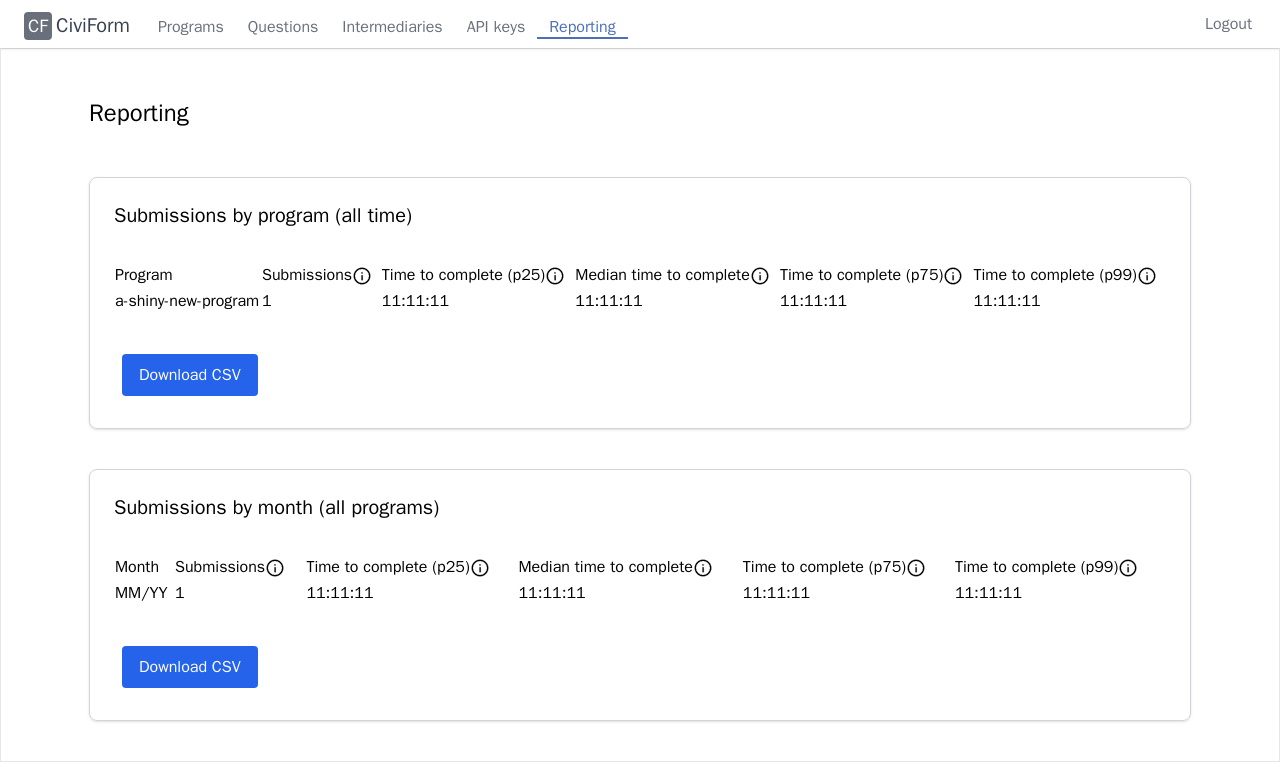 CF CiviForm Programs Questions Intermediaries API keys Reporting Logout
Reporting
Submissions by program (all time)
Program Submissions Time to complete (p25) Median time to complete Time to complete (p75) Time to complete (p99)
a-shiny-new-program 1 11:11:11 11:11:11 11:11:11 11:11:11
Download CSV
Submissions by month (all programs)
Month Submissions Time to complete (p25) Median time to complete Time to complete (p75) Time to complete (p99)
MM/YY 1 11:11:11 11:11:11 11:11:11 11:11:11
Download CSV